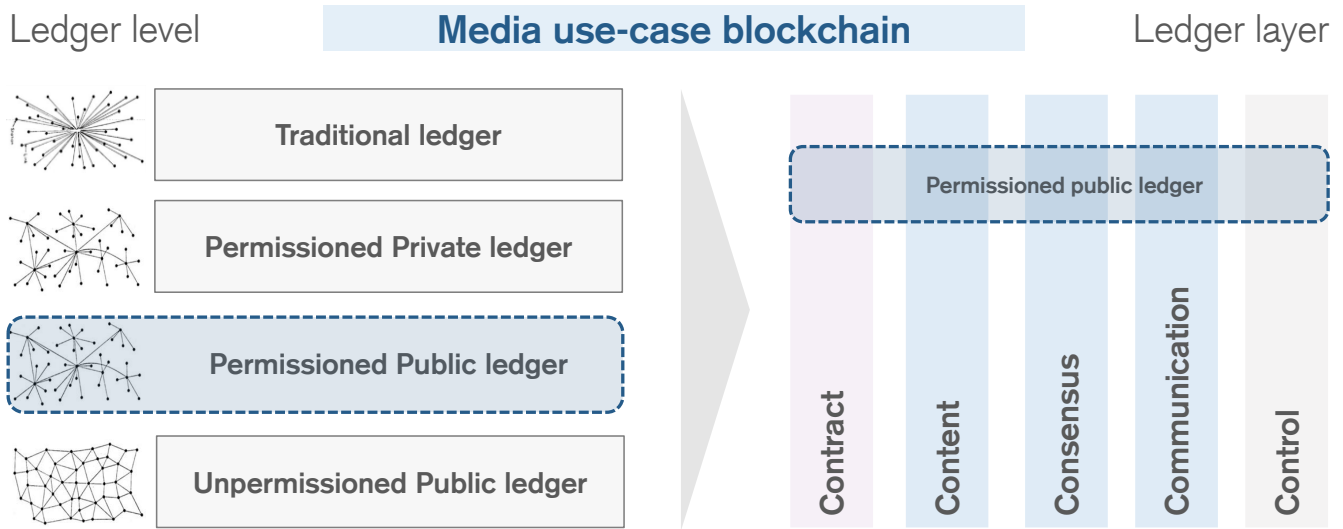 Ledger level
Media use-case blockchain
Ledger layer
Traditional ledger
Permissioned Private ledger
Permissioned Public ledger
Unpermissioned Public ledger
Permissioned public ledger
Contract
Content
Consensus
Communication
Control